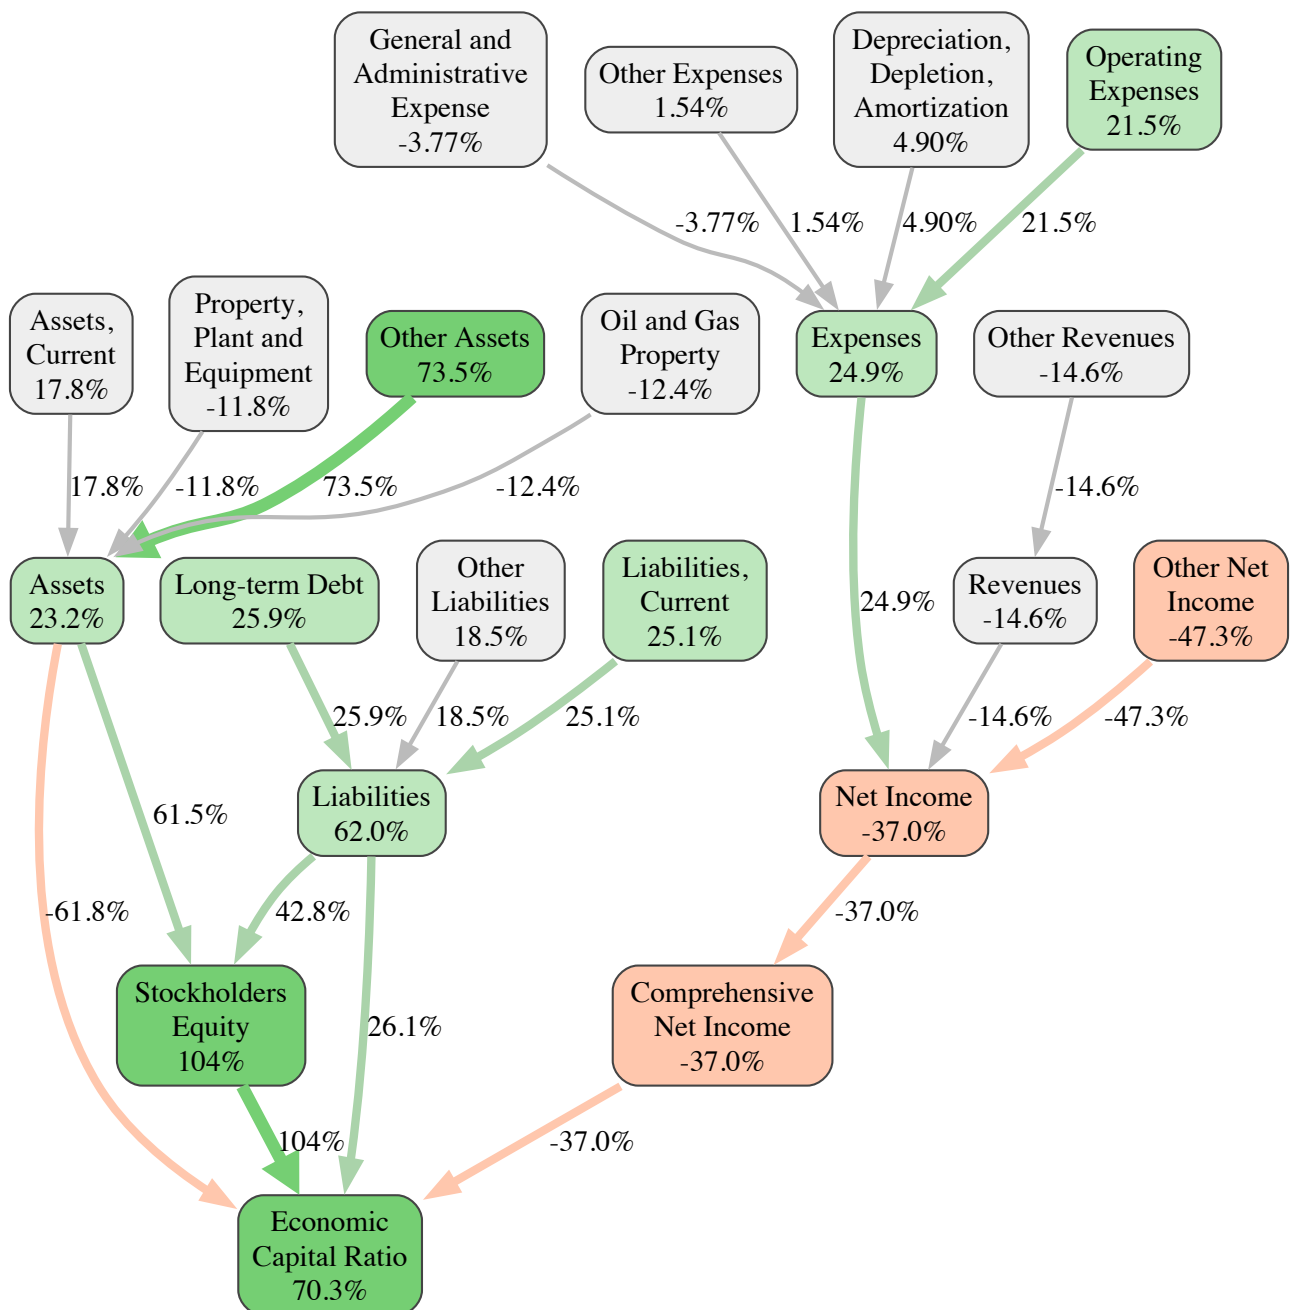 General and
Administrative
Expense
-3.77%
Other Expenses
1.54%
Depreciation,
Depletion,
Amortization
4.90%
Operating
Expenses
21.5%
-3.77%
1.54%
4.90%
21.5%
Assets,
Current
17.8%
Property,
Plant and
Equipment
-11.8%
Other Assets
73.5%
Oil and Gas
Property
-12.4%
Expenses
24.9%
Other Revenues
-14.6%
17.8%
-11.8%
73.5%
-12.4%
-14.6%
Assets
23.2%
Long-term Debt
25.9%
Other
Liabilities
18.5%
Liabilities,
Current
25.1%
24.9%
Revenues
-14.6%
Other Net
Income
-47.3%
25.9%
18.5%
25.1%
-14.6%
-47.3%
61.5%
Liabilities
62.0%
Net Income
-37.0%
-61.8%
42.8%
-37.0%
Stockholders
Equity
104%
26.1%
Comprehensive
Net Income
-37.0%
104%
-37.0%
Economic
Capital Ratio
70.3%